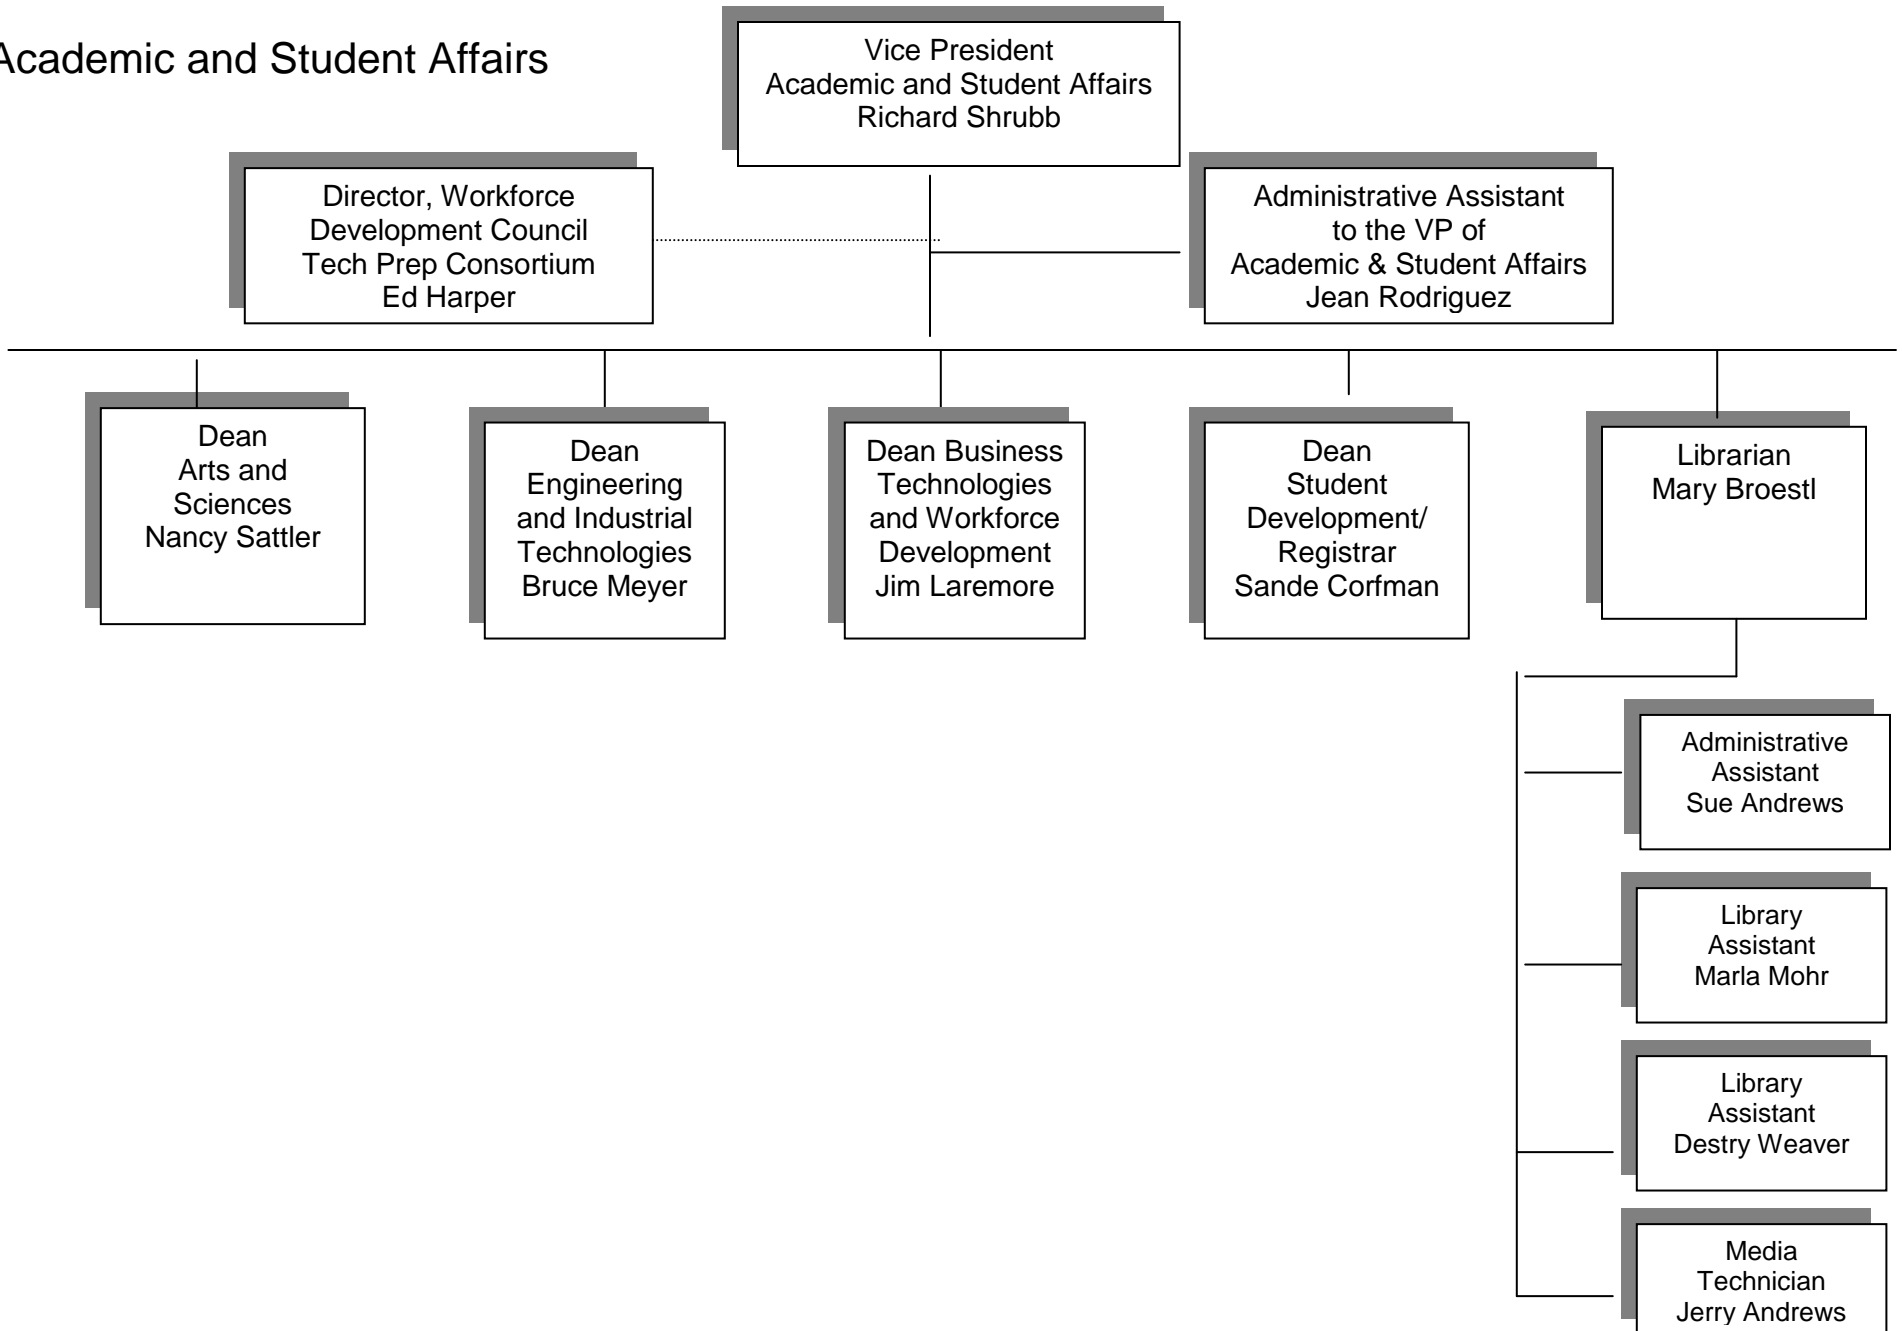 Academic and Student Affairs
Vice President
Academic and Student Affairs
Richard Shrubb
Director, Workforce
Development Council
Tech Prep Consortium
Ed Harper
Administrative Assistant
to the VP of
Academic & Student Affairs
Jean Rodriguez
Dean
Arts and
Sciences
Nancy Sattler
Dean
Engineering
and Industrial
Technologies
Bruce Meyer
Dean Business
Technologies
and Workforce
Development
Jim Laremore
Dean
Student
Development/
Registrar
Sande Corfman
Librarian
Mary Broestl
Administrative
Assistant
Sue Andrews
Library
Assistant
Marla Mohr
Library
Assistant
Destry Weaver
Media
Technician
Jerry Andrews